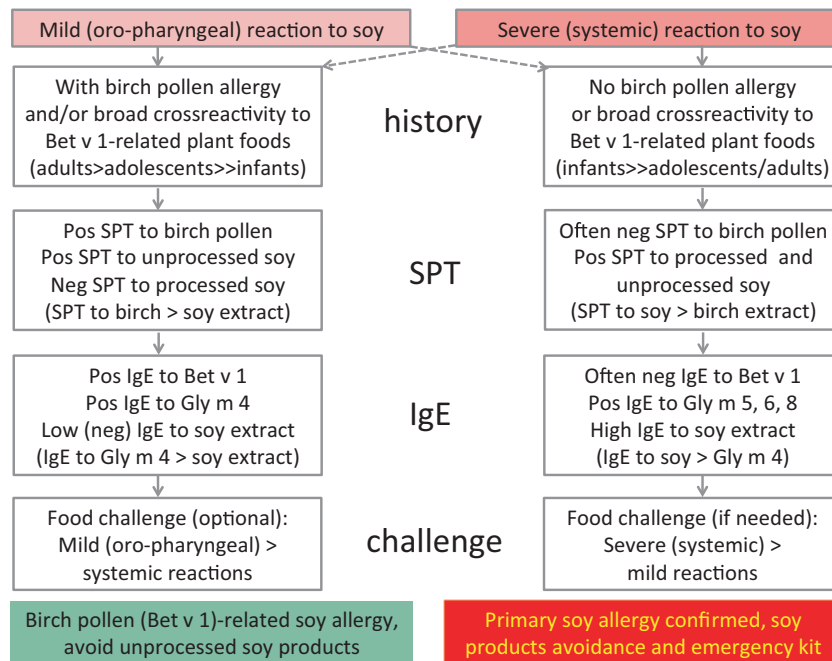 Mild (oro-pharyngeal) reaction to soy
Severe (systemic) reaction to soy
With birch pollen allergy
and/or broad crossreactivity to
Bet v 1-related plant foods
(adults>adolescents>>infants)
history
No birch pollen allergy
or broad crossreactivity to
Bet v 1-related plant foods
(infants>>adolescents/adults)
Pos SPT to birch pollen
Pos SPT to unprocessed soy
Neg SPT to processed soy
(SPT to birch > soy extract)
SPT
Often neg SPT to birch pollen
Pos SPT to processed and
unprocessed soy
(SPT to soy > birch extract)
Pos IgE to Bet v 1
Pos IgE to Gly m 4
Low (neg) IgE to soy extract
(IgE to Gly m 4 > soy extract)
IgE
Often neg IgE to Bet v 1
Pos IgE to Gly m 5, 6, 8
High IgE to soy extract
(IgE to soy > Gly m 4)
Food challenge (optional):
Mild (oro-pharyngeal) >
systemic reactions
challenge
Food challenge (if needed):
Severe (systemic) >
mild reactions
Birch pollen (Bet v 1)-related soy allergy,
avoid unprocessed soy products
Primary soy allergy confirmed, soy
products avoidance and emergency kit